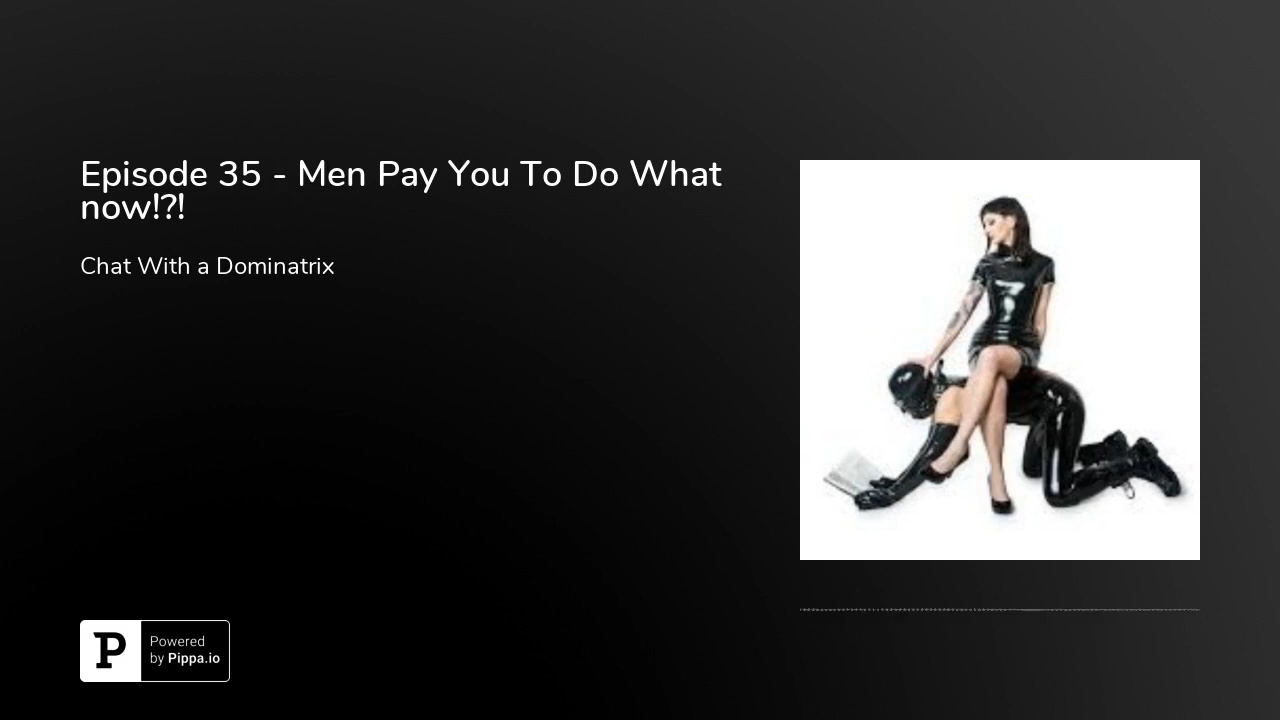 Episode 35 - Men Pay You To Do What
now!?!
Chat With a Dominatrix
P
Powered
by Pippa.io